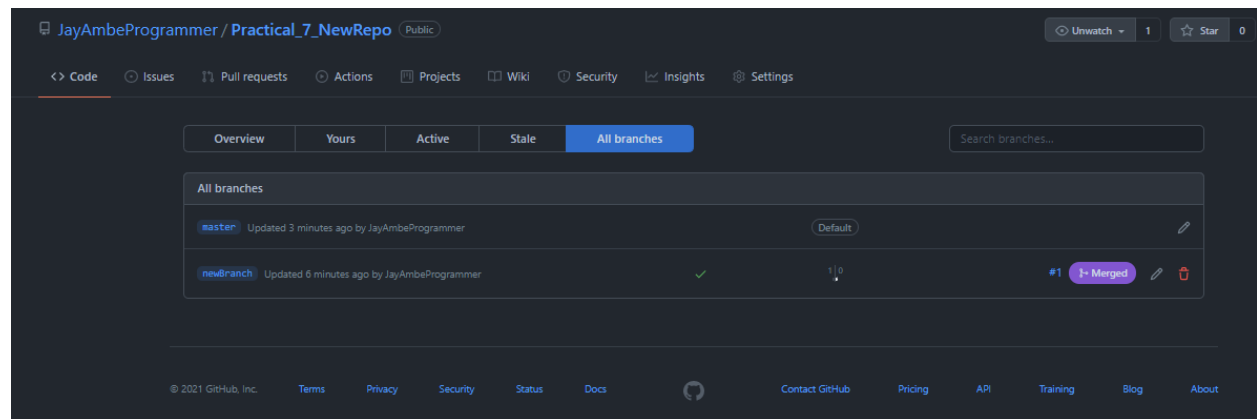 JayAmbeProgrammer / Practical_7_NewRepo Public Unwatch 1 Star 0
<> Code Issues Pull requests Actions Projects Wiki Security Insights Settings
Overview Yours Active Stale All branches Search branches...
All branches
master Updated 3 minutes ago by JayAmbeProgrammer Default
newBranch Updated 6 minutes ago by JayAmbeProgrammer 1|0 #1 Merged
© 2021 GitHub, Inc. Terms Privacy Security Status Docs Contact GitHub Pricing API Training Blog About